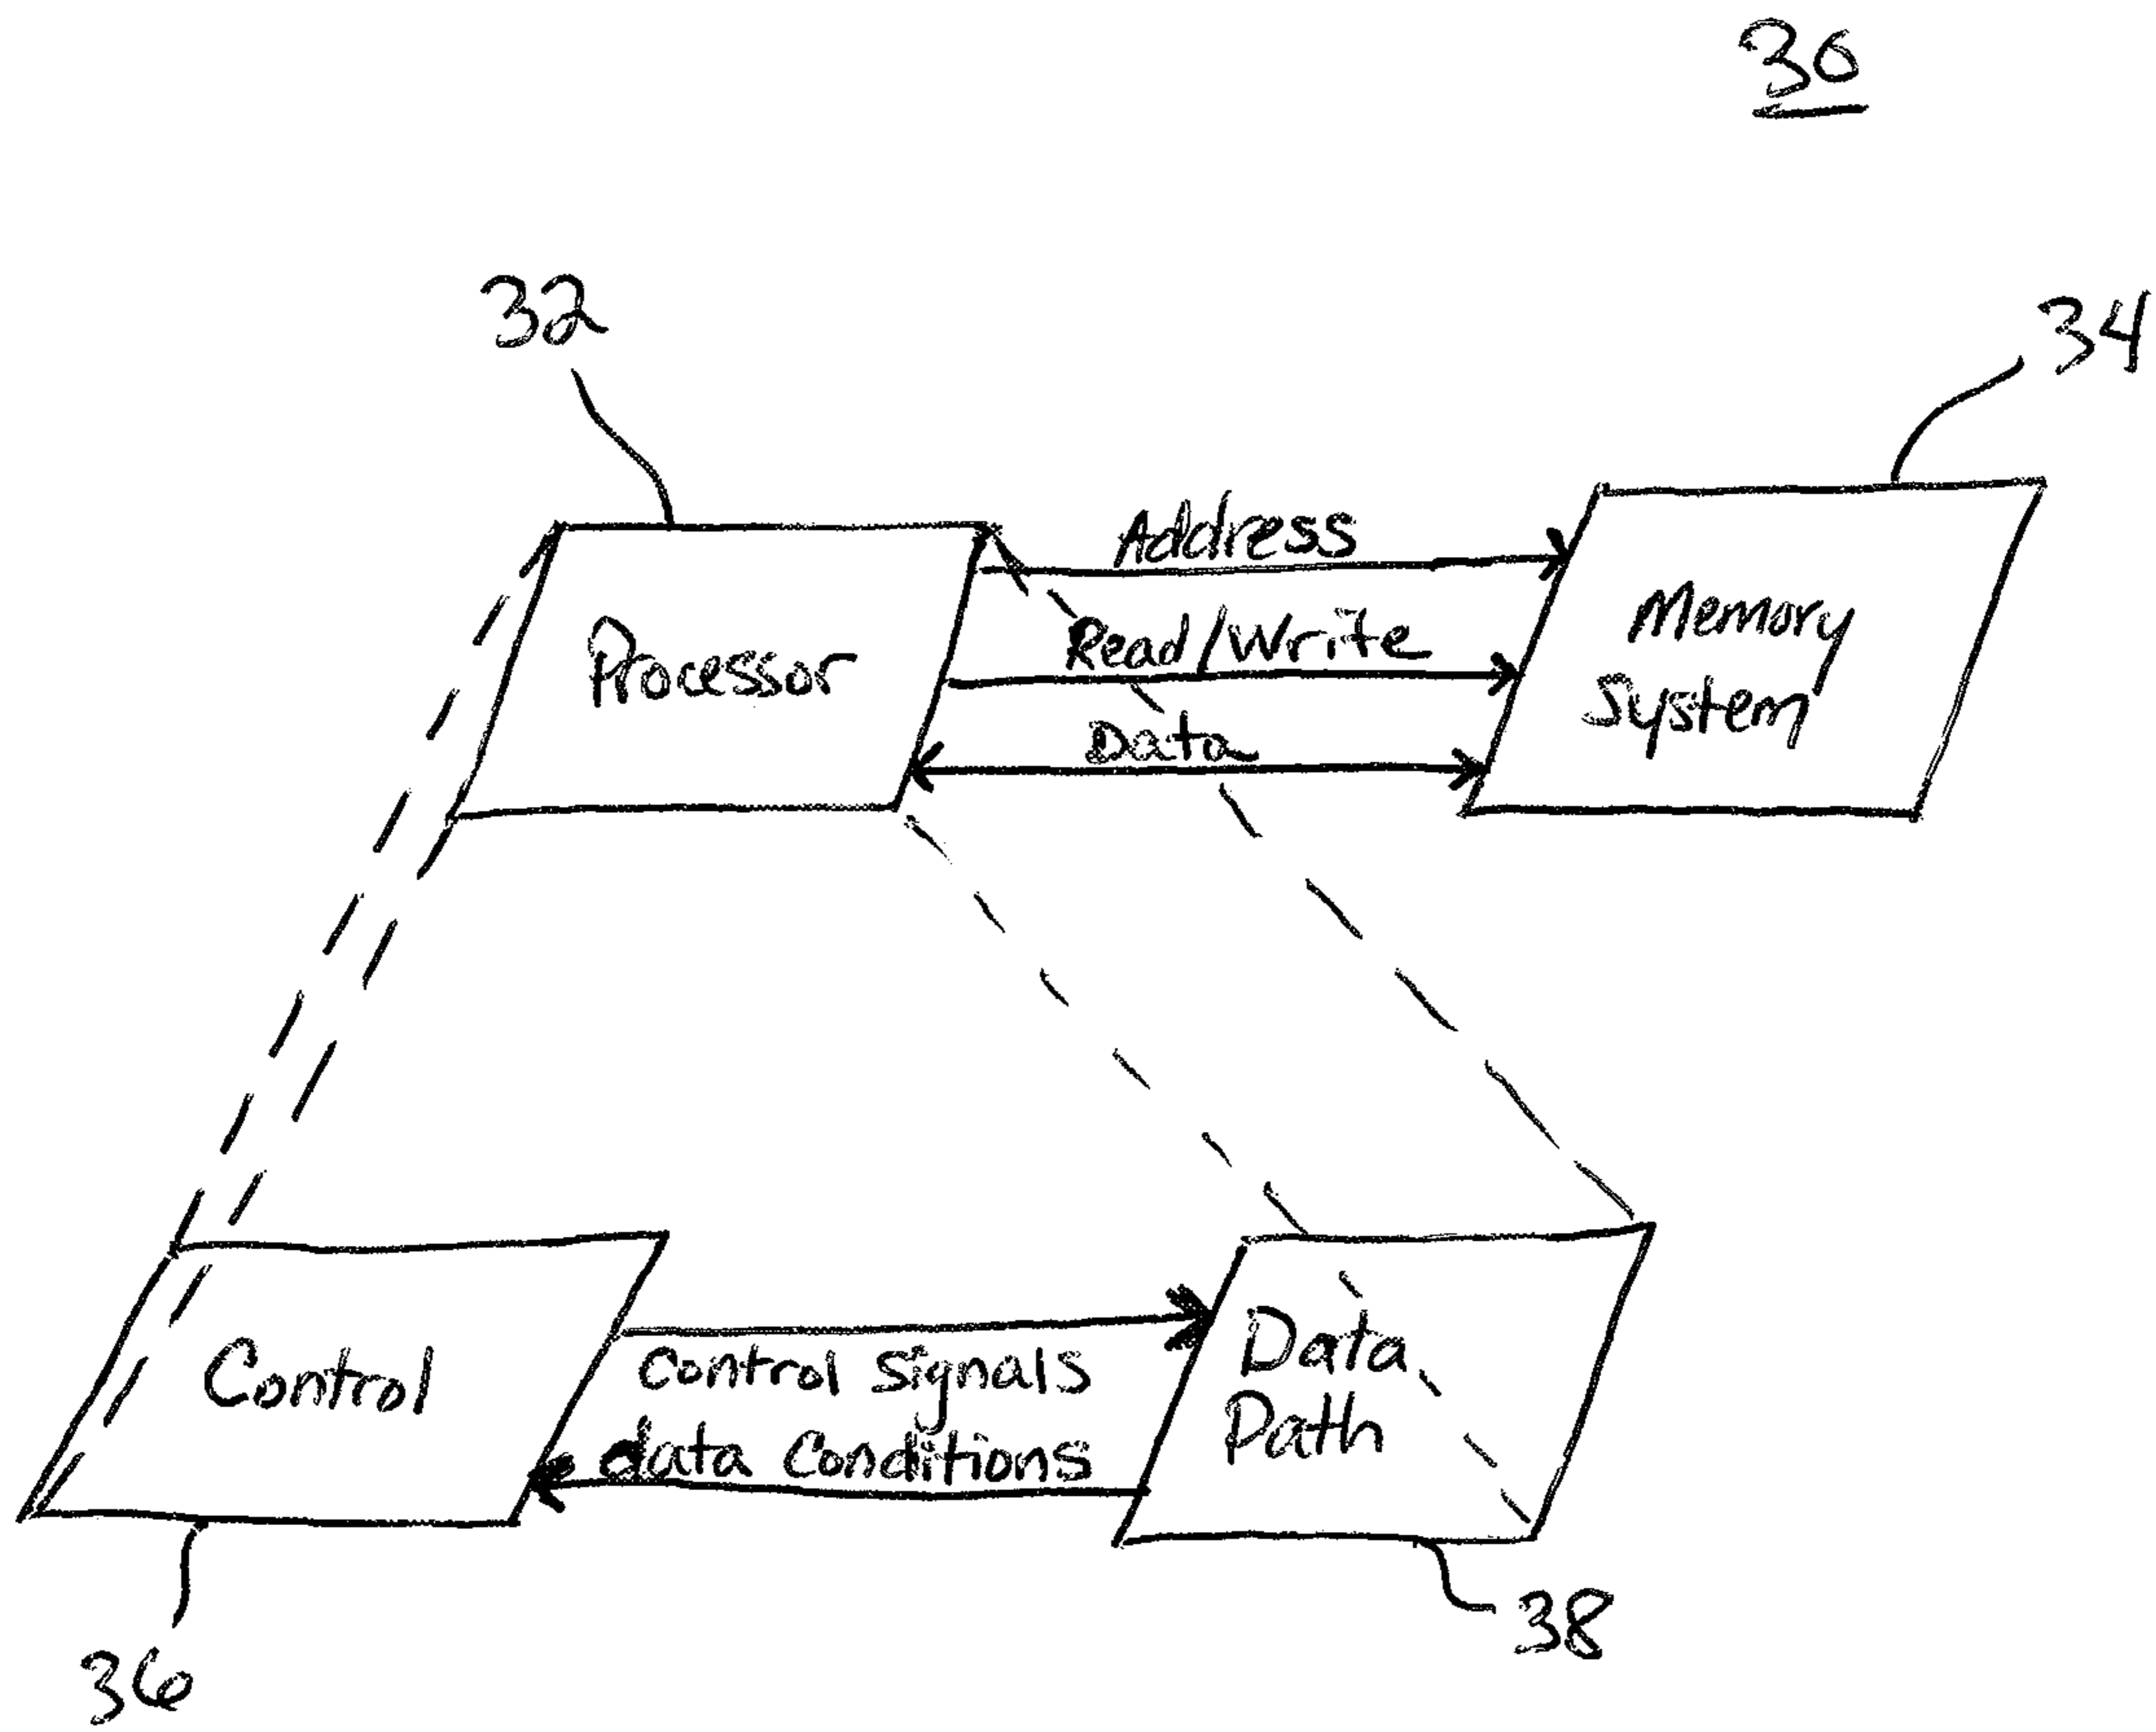 30
32
34
Address
Processor
Read/Write
Memory
System
Data
Control
Control signals
data Conditions
Data
Path
36
38